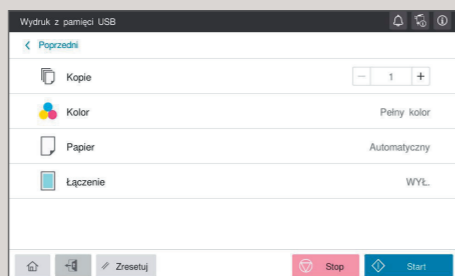 Wydruk z pamięci USB
Poprzedni
Kopie
1
Kolor
Pełny kolor
Papier
Automatyczny
Łączenie
WYŁ.
Zresetuj
Stop
Start